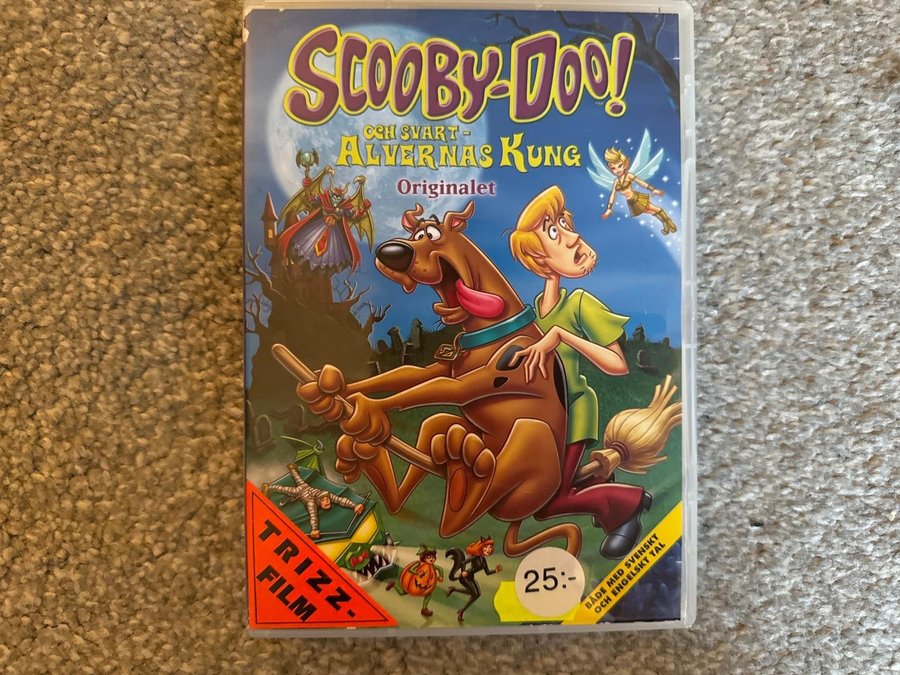 SCOOBY-DOO!
OCH SVART-
ALVERNAS KUNG
Originalet
TRIZZ-
FILM
25:-
BÅDE MED SVENSKT
OCH ENGELSKT TAL